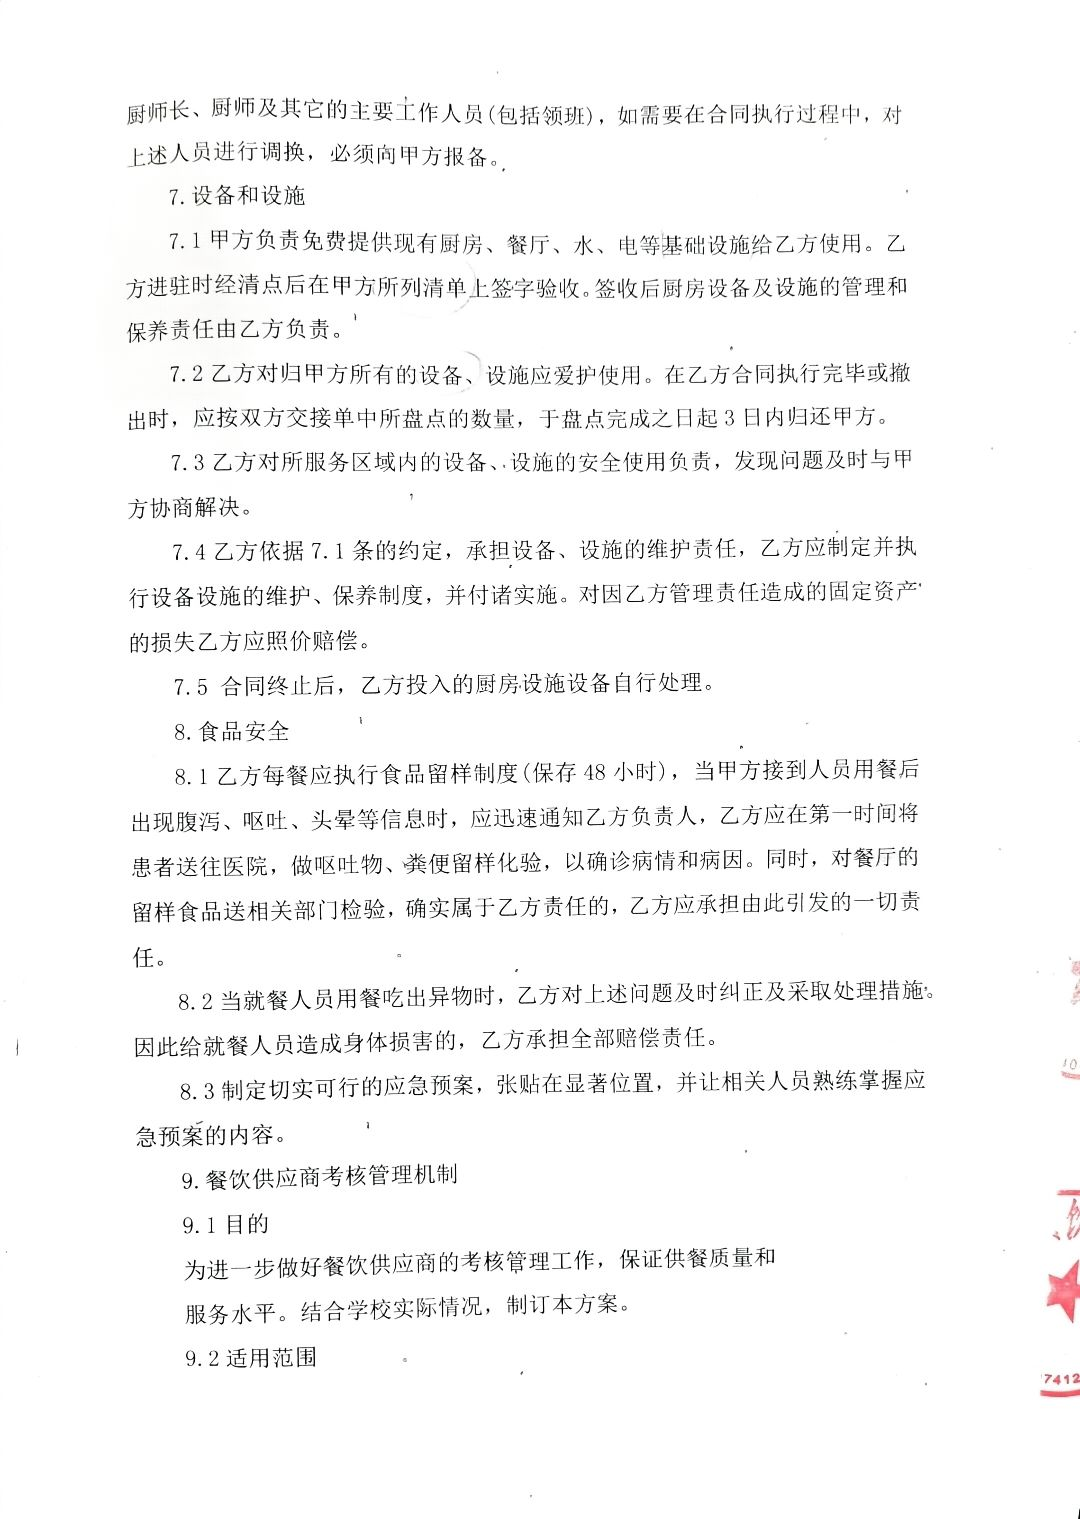 厨师长、厨师及其它的主要工作人员(包括领班)，如需要在合同执行过程中，对
上述人员进行调换，必须向甲方报备。
7.设备和设施
7.1甲方负责免费提供现有厨房、餐厅、水、电等基础设施给乙方使用。乙
方进驻时经清点后在甲方所列清单上签字验收。签收后厨房设备及设施的管理和
保养责任由乙方负责。
7.2乙方对归甲方所有的设备、设施应爱护使用。在乙方合同执行完毕或撤
出时，应按双方交接单中所盘点的数量，于盘点完成之日起3日内归还甲方。
7.3乙方对所服务区域内的设备、设施的安全使用负责，发现问题及时与甲
方协商解决。
7.4乙方依据7.1条的约定，承担设备、设施的维护责任，乙方应制定并执
行设备设施的维护、保养制度，并付诸实施。对因乙方管理责任造成的固定资产
的损失乙方应照价赔偿。
7.5 合同终止后，乙方投入的厨房设施设备自行处理。
8.食品安全
8.1乙方每餐应执行食品留样制度(保存48小时)，当甲方接到人员用餐后
出现腹泻、呕吐、头晕等信息时，应迅速通知乙方负责人，乙方应在第一时间将
患者送往医院，做呕吐物、粪便留样化验，以确诊病情和病因。同时，对餐厅的
留样食品送相关部门检验，确实属于乙方责任的，乙方应承担由此引发的一切责
任。
8.2当就餐人员用餐吃出异物时，乙方对上述问题及时纠正及采取处理措施。
因此给就餐人员造成身体损害的，乙方承担全部赔偿责任。
8.3制定切实可行的应急预案，张贴在显著位置，并让相关人员熟练掌握应
急预案的内容。
9.餐饮供应商考核管理机制
9.1目的
为进一步做好餐饮供应商的考核管理工作，保证供餐质量和
服务水平。结合学校实际情况，制订本方案。
9.2适用范围
10
饮
7412